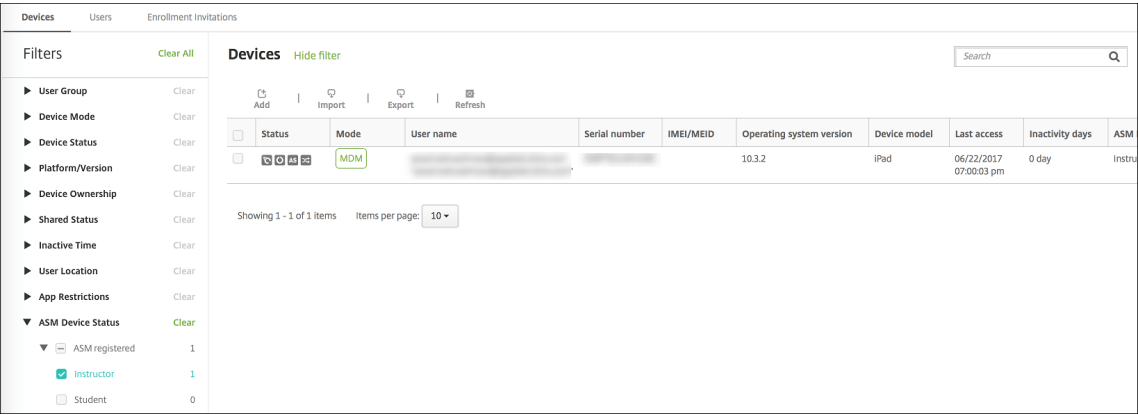 Devices Users Enrollment Invitations
Filters Clear All
User Group Clear
Device Mode Clear
Device Status Clear
Platform/Version Clear
Device Ownership Clear
Shared Status Clear
Inactive Time Clear
User Location Clear
App Restrictions Clear
ASM Device Status Clear
ASM registered 1
Instructor 1
Student 0
Devices Hide filter
Search
Add | Import | Export | Refresh
Status Mode User name Serial number IMEI/MEID Operating system version Device model Last access Inactivity days ASM
AS MDM 10.3.2 iPad 06/22/2017 0 day Instru
07:00:03 pm
Showing 1 - 1 of 1 items Items per page: 10